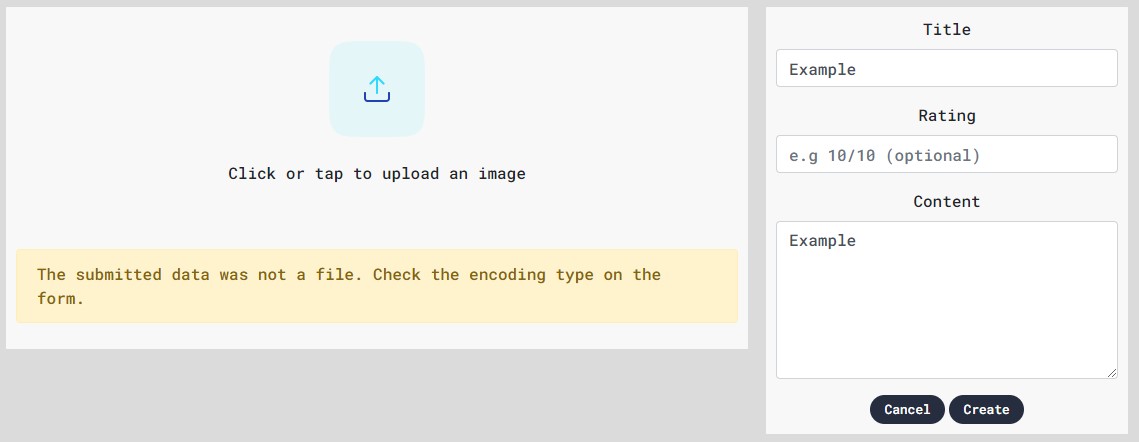 Click or tap to upload an image
The submitted data was not a file. Check the encoding type on the
form.
Title
Example
Rating
e.g 10/10 (optional)
Content
Example
Cancel
Create